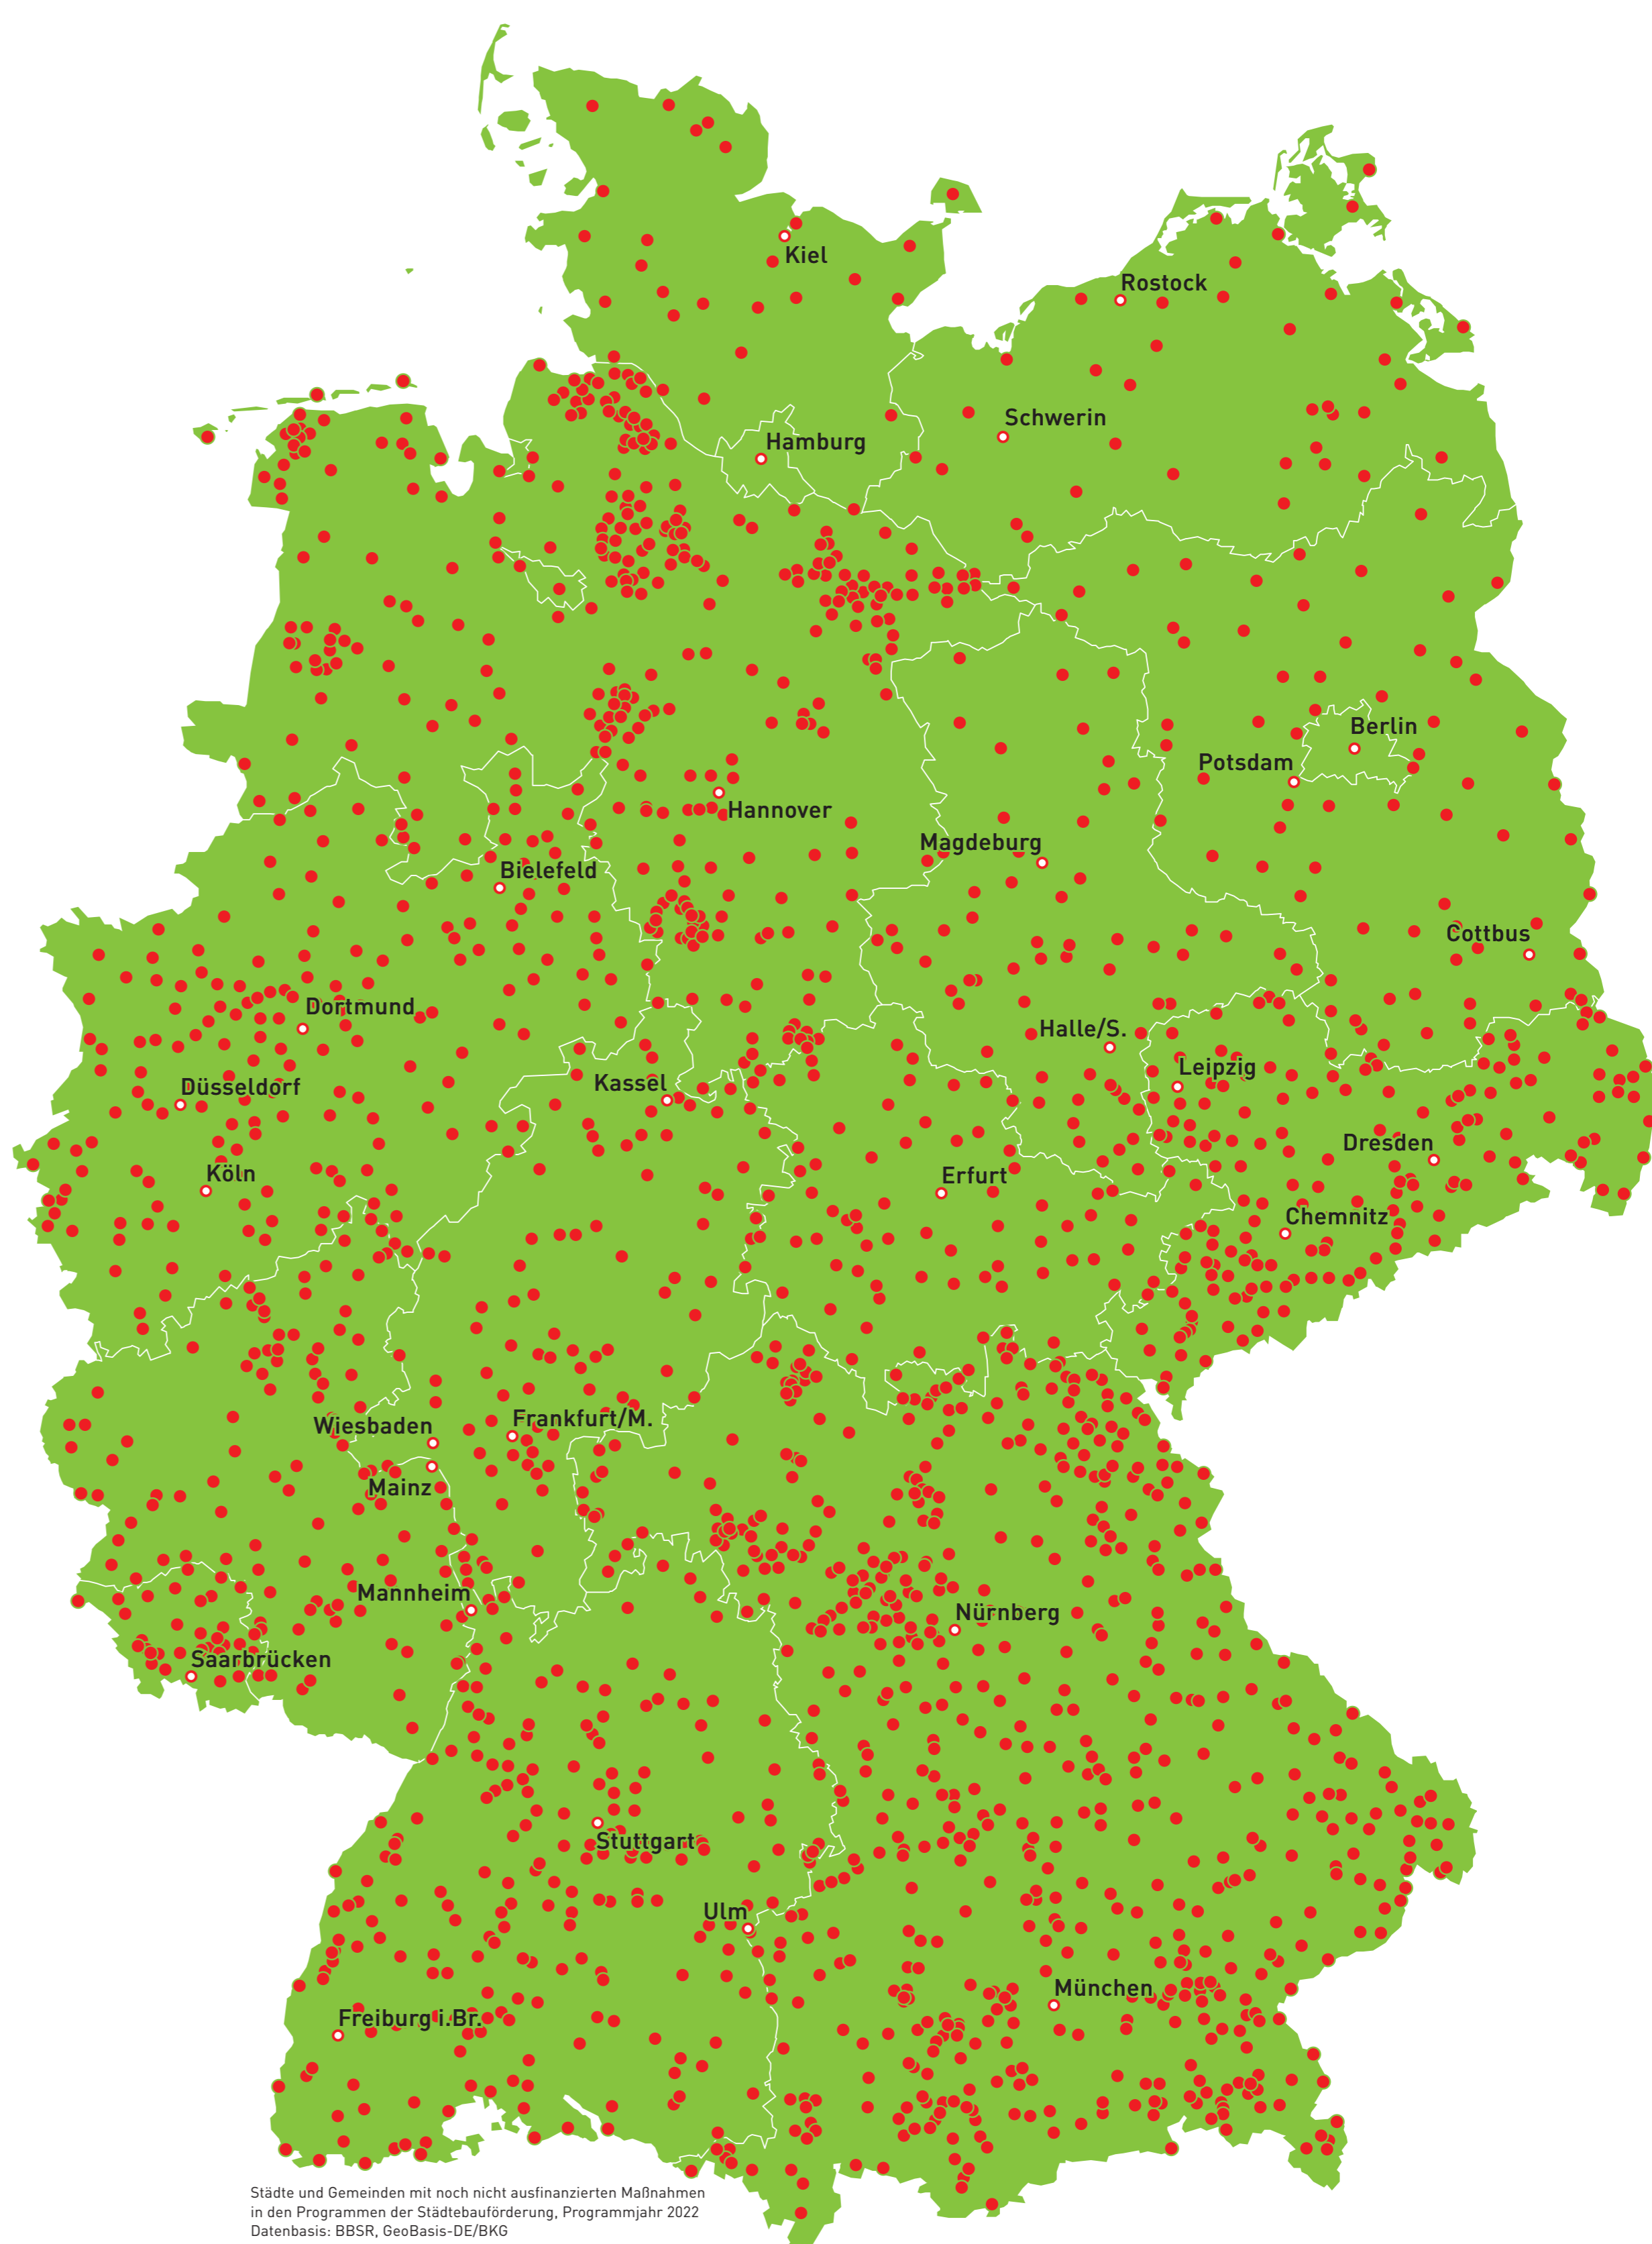 Kiel
Rostock
Schwerin
Hamburg
Berlin
Potsdam
Hannover
Magdeburg
Bielefeld
Cottbus
Dortmund
Halle/S.
Leipzig
Kassel
Düsseldorf
Dresden
Köln
Erfurt
Chemnitz
Wiesbaden
Frankfurt/M.
Mainz
Mannheim
Nürnberg
Saarbrücken
Stuttgart
Ulm
München
Freiburg i.Br.
Städte und Gemeinden mit noch nicht ausfinanzierten Maßnahmen
in den Programmen der Städtebauförderung, Programmjahr 2022
Datenbasis: BBSR, GeoBasis-DE/BKG